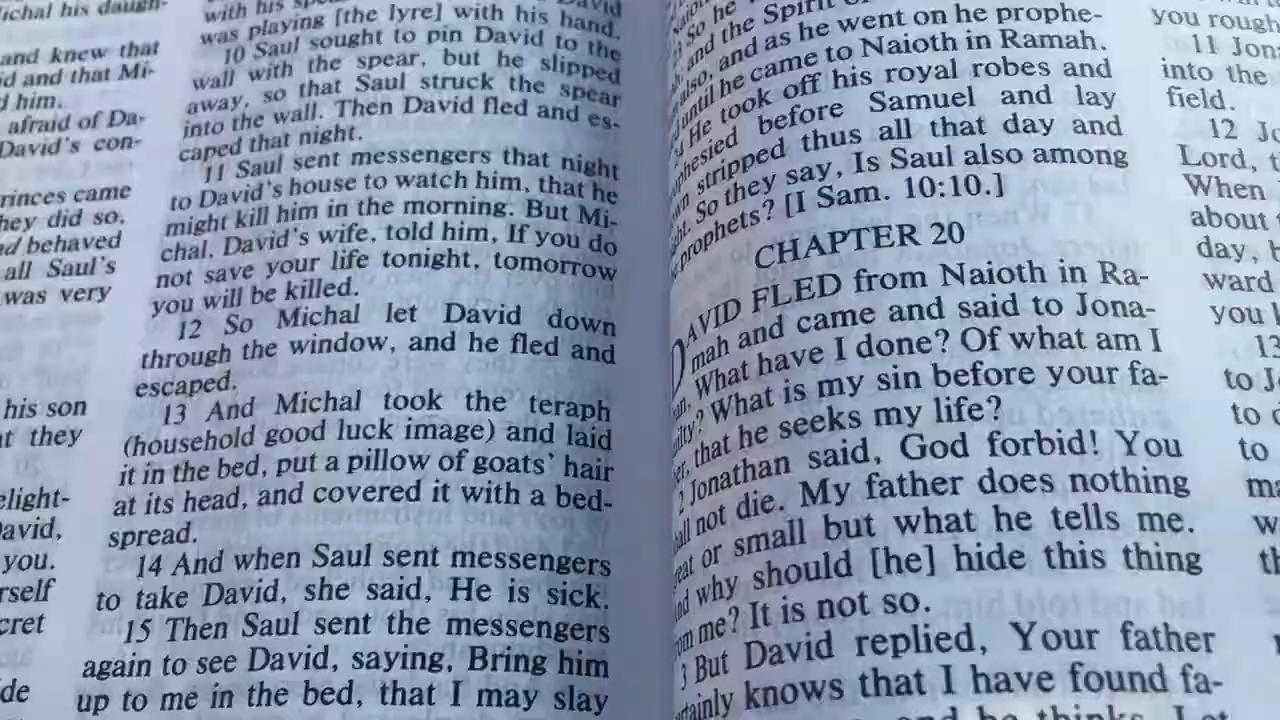 ichal his daugh-
and knew that
d and that Mi-
d him.
afraid of Da-
David's con-
rinces came
hey did so,
ad behaved
all Saul's
was very
his son
at they
elight-
avid,
you.
rself
cret
de
was playing [the lyre] with his hand.
10 Saul sought to pin David to the
wall with the spear, but he slipped
away, so that Saul struck the spear
into the wall. Then David fled and es-
caped that night.
11 Saul sent messengers that night
to David's house to watch him, that he
might kill him in the morning. But Mi-
chal, David's wife, told him, If you do
not save your life tonight, tomorrow
you will be killed.
12 So Michal let David down
through the window, and he fled and
escaped.
13 And Michal took the teraph
(household good luck image) and laid
it in the bed, put a pillow of goats' hair
at its head, and covered it with a bed-
spread.
14 And when Saul sent messengers
to take David, she said, He is sick.
15 Then Saul sent the messengers
again to see David, saying, Bring him
up to me in the bed, that I may slay
So he
and the Spirit
also, and as he went on he prophe-
until he came to Naioth in Ramah.
He took off his royal robes and
phesied before Samuel and lay
wn stripped thus all that day and
ght. So they say, Is Saul also among
e prophets? [I Sam. 10:10.]
CHAPTER 20
DAVID FLED from Naioth in Ra-
mah and came and said to Jona-
an, What have I done? Of what am I
ilty? What is my sin before your fa-
er, that he seeks my life?
2 Jonathan said, God forbid! You
all not die. My father does nothing
eat or small but what he tells me.
nd why should [he] hide this thing
om me? It is not so.
3 But David replied, Your father
rtainly knows that I have found fa-
you rough
11 Jon
into the
field.
12 Jo
Lord, t
When
about
day, b
ward
you
13
to Jo
to
to
ma
w
th